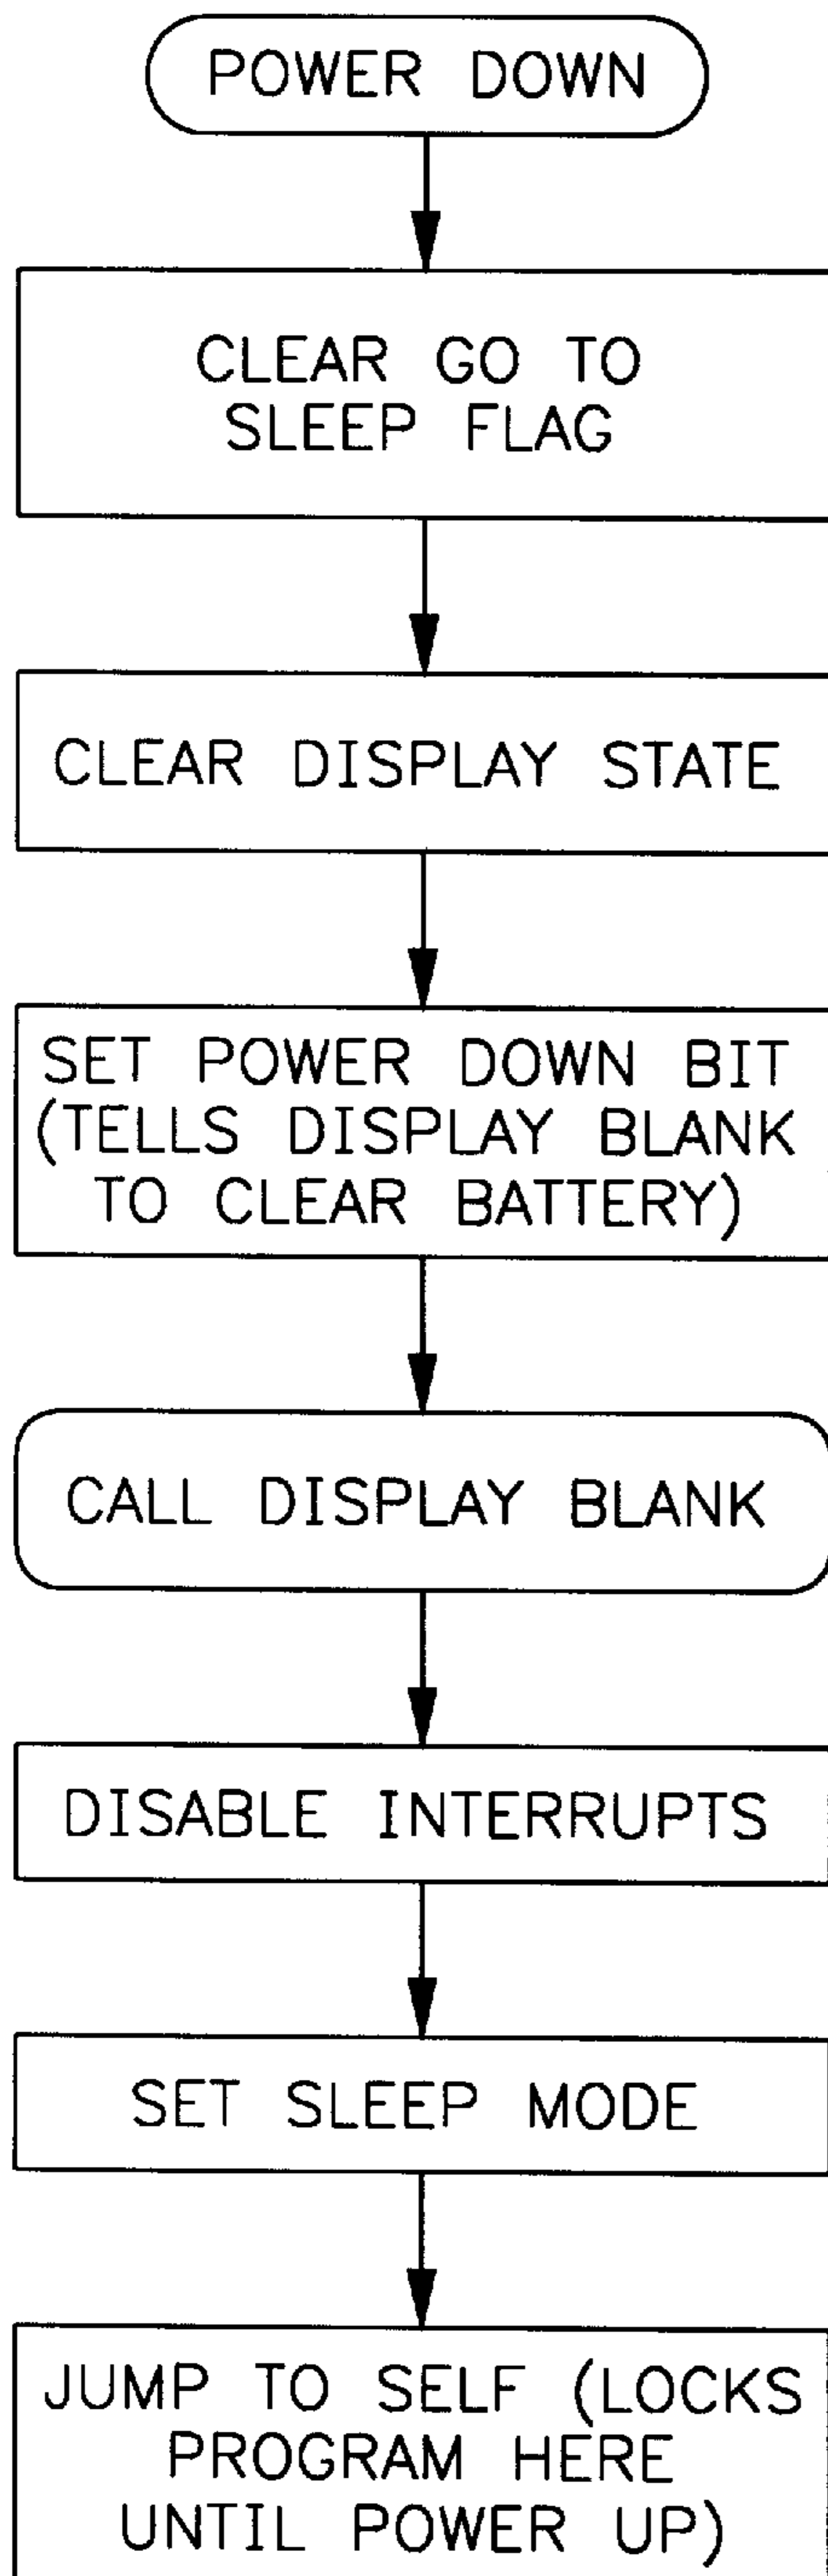 POWER DOWN
CLEAR GO TO
SLEEP FLAG
CLEAR DISPLAY STATE
SET POWER DOWN BIT
(TELLS DISPLAY BLANK
TO CLEAR BATTERY)
CALL DISPLAY BLANK
DISABLE INTERRUPTS
SET SLEEP MODE
JUMP TO SELF (LOCKS
PROGRAM HERE
UNTIL POWER UP)